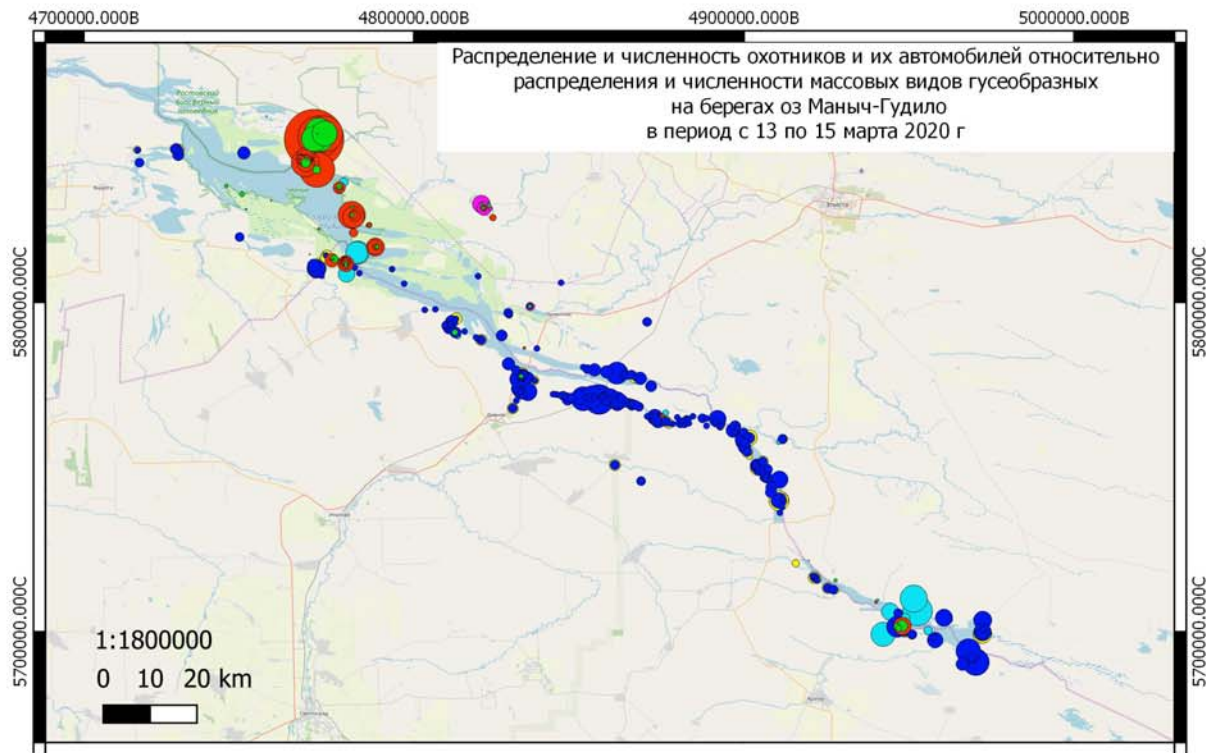 4700000.000В
4800000.000В
4900000.000В
5000000.000В
Распределение и численность охотников и их автомобилей относительно
распределения и численности массовых видов гусеобразных
на берегах оз Маныч-Гудило
в период с 13 по 15 марта 2020 г
5800000.000С
5800000.000С
Элиста
Дивное
5700000.000С
5700000.000С
1:1800000
0 10 20 km